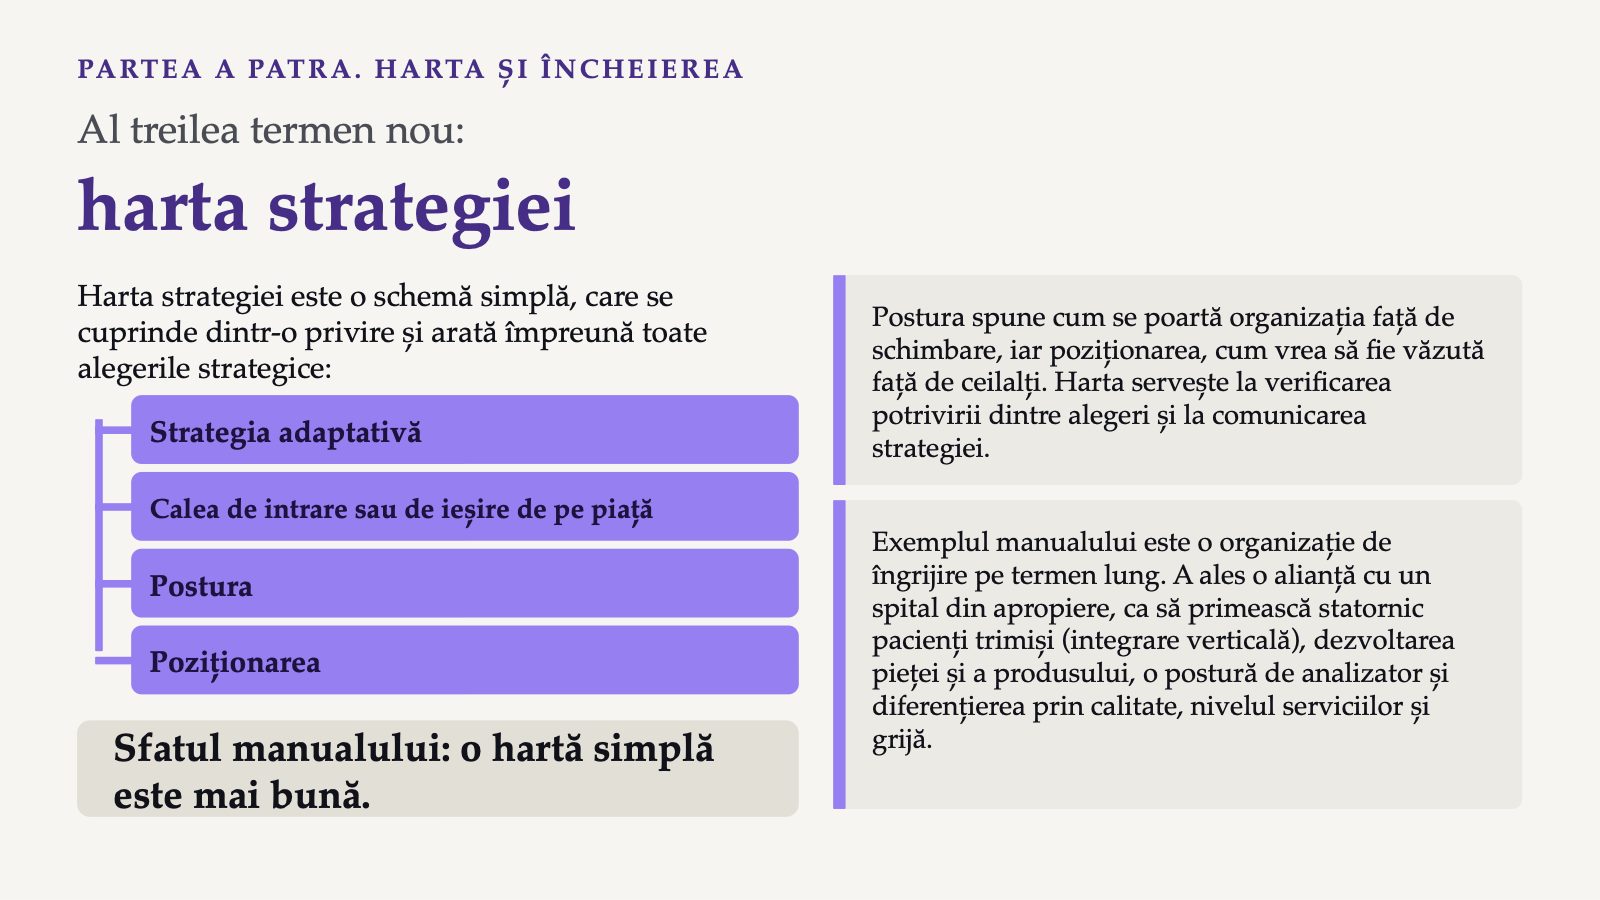 PARTEA A PATRA. HARTA ȘI ÎNCHEIEREA
Al treilea termen nou:
harta strategiei
Harta strategiei este o schemă simplă, care se
cuprinde dintr-o privire și arată împreună toate
alegerile strategice:
Strategia adaptativă
Calea de intrare sau de ieșire de pe piață
Postura
Poziționarea
Sfatul manualului: o hartă simplă
este mai bună.
Postura spune cum se poartă organizația față de
schimbare, iar poziționarea, cum vrea să fie văzută
față de ceilalți. Harta servește la verificarea
potrivirii dintre alegeri și la comunicarea
strategiei.
Exemplul manualului este o organizație de
îngrijire pe termen lung. A ales o alianță cu un
spital din apropiere, ca să primească statornic
pacienți trimiși (integrare verticală), dezvoltarea
pieței și a produsului, o postură de analizator și
diferențierea prin calitate, nivelul serviciilor și
grijă.